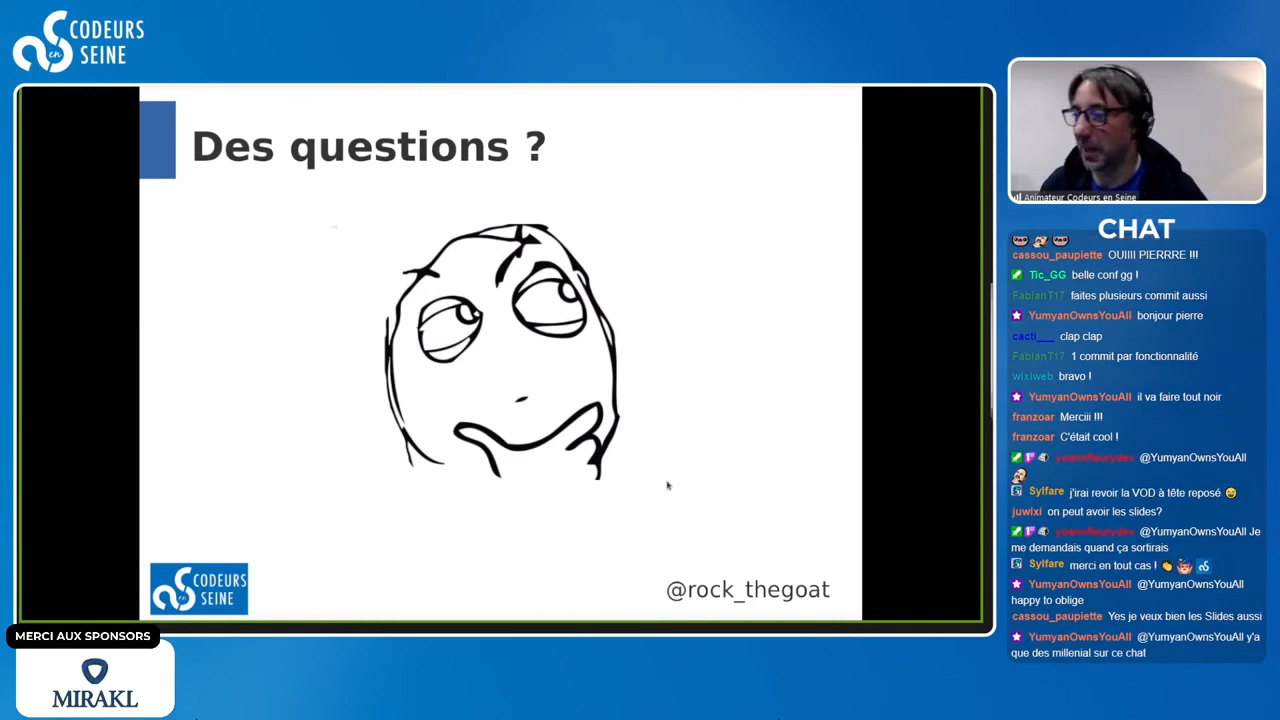 CODEURS
en
SEINE
Des questions ?
CODEURS
en
SEINE
@rock_thegoat
MERCI AUX SPONSORS
MIRAKL
Animateur Codeurs en Seine
CHAT
cassou_paupiette OUIIII PIERRRE !!!
Tic_GG belle conf gg !
FabianT17 faites plusieurs commit aussi
YumyanOwnsYouAll bonjour pierre
cacti___ clap clap
FabianT17 1 commit par fonctionnalité
wixiweb bravo !
YumyanOwnsYouAll il va faire tout noir
franzoar Merciii !!!
franzoar C'était cool !
yoannfleurydev @YumyanOwnsYouAll
Sylfare j'irai revoir la VOD à tête reposé
juwixi on peut avoir les slides?
yoannfleurydev @YumyanOwnsYouAll Je
me demandais quand ça sortirais
Sylfare merci en tout cas !
YumyanOwnsYouAll @YumyanOwnsYouAll
happy to oblige
cassou_paupiette Yes je veux bien les Slides aussi
YumyanOwnsYouAll @YumyanOwnsYouAll y'a
que des millenial sur ce chat